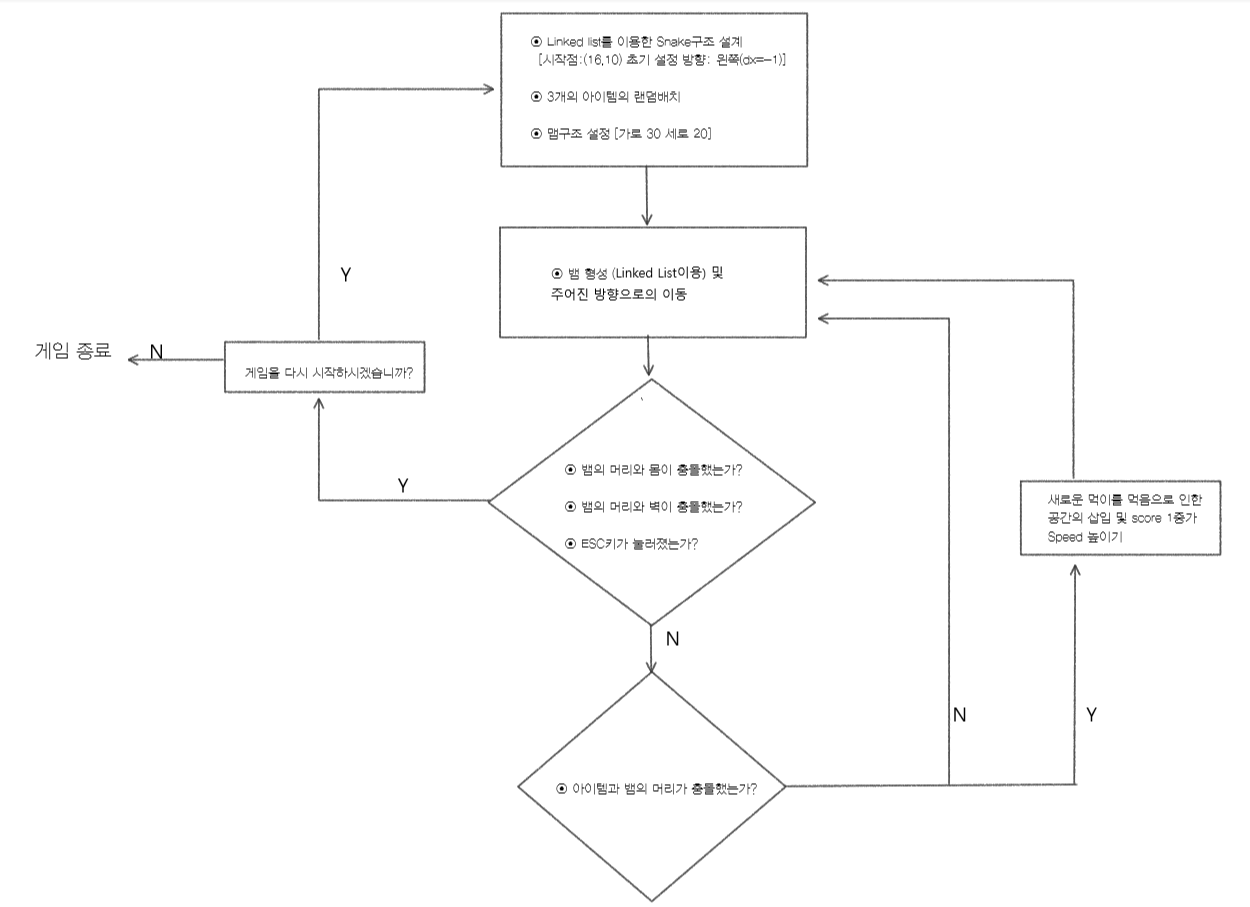 ⦿ Linked list를 이용한 Snake구조 설계
[시작점:(16,10) 초기 설정 방향: 왼쪽(dx=-1)]
⦿ 3개의 아이템의 랜덤배치
⦿ 맵구조 설정 [가로 30 세로 20]
⦿ 뱀 형성 (Linked List이용) 및
주어진 방향으로의 이동
Y
게임 종료
N
게임을 다시 시작하시겠습니까?
⦿ 뱀의 머리와 몸이 충돌했는가?
Y
⦿ 뱀의 머리와 벽이 충돌했는가?
⦿ ESC키가 눌러졌는가?
새로운 먹이를 먹음으로 인한
공간의 삽입 및 score 1증가
Speed 높이기
N
N
Y
⦿ 아이템과 뱀의 머리가 충돌했는가?